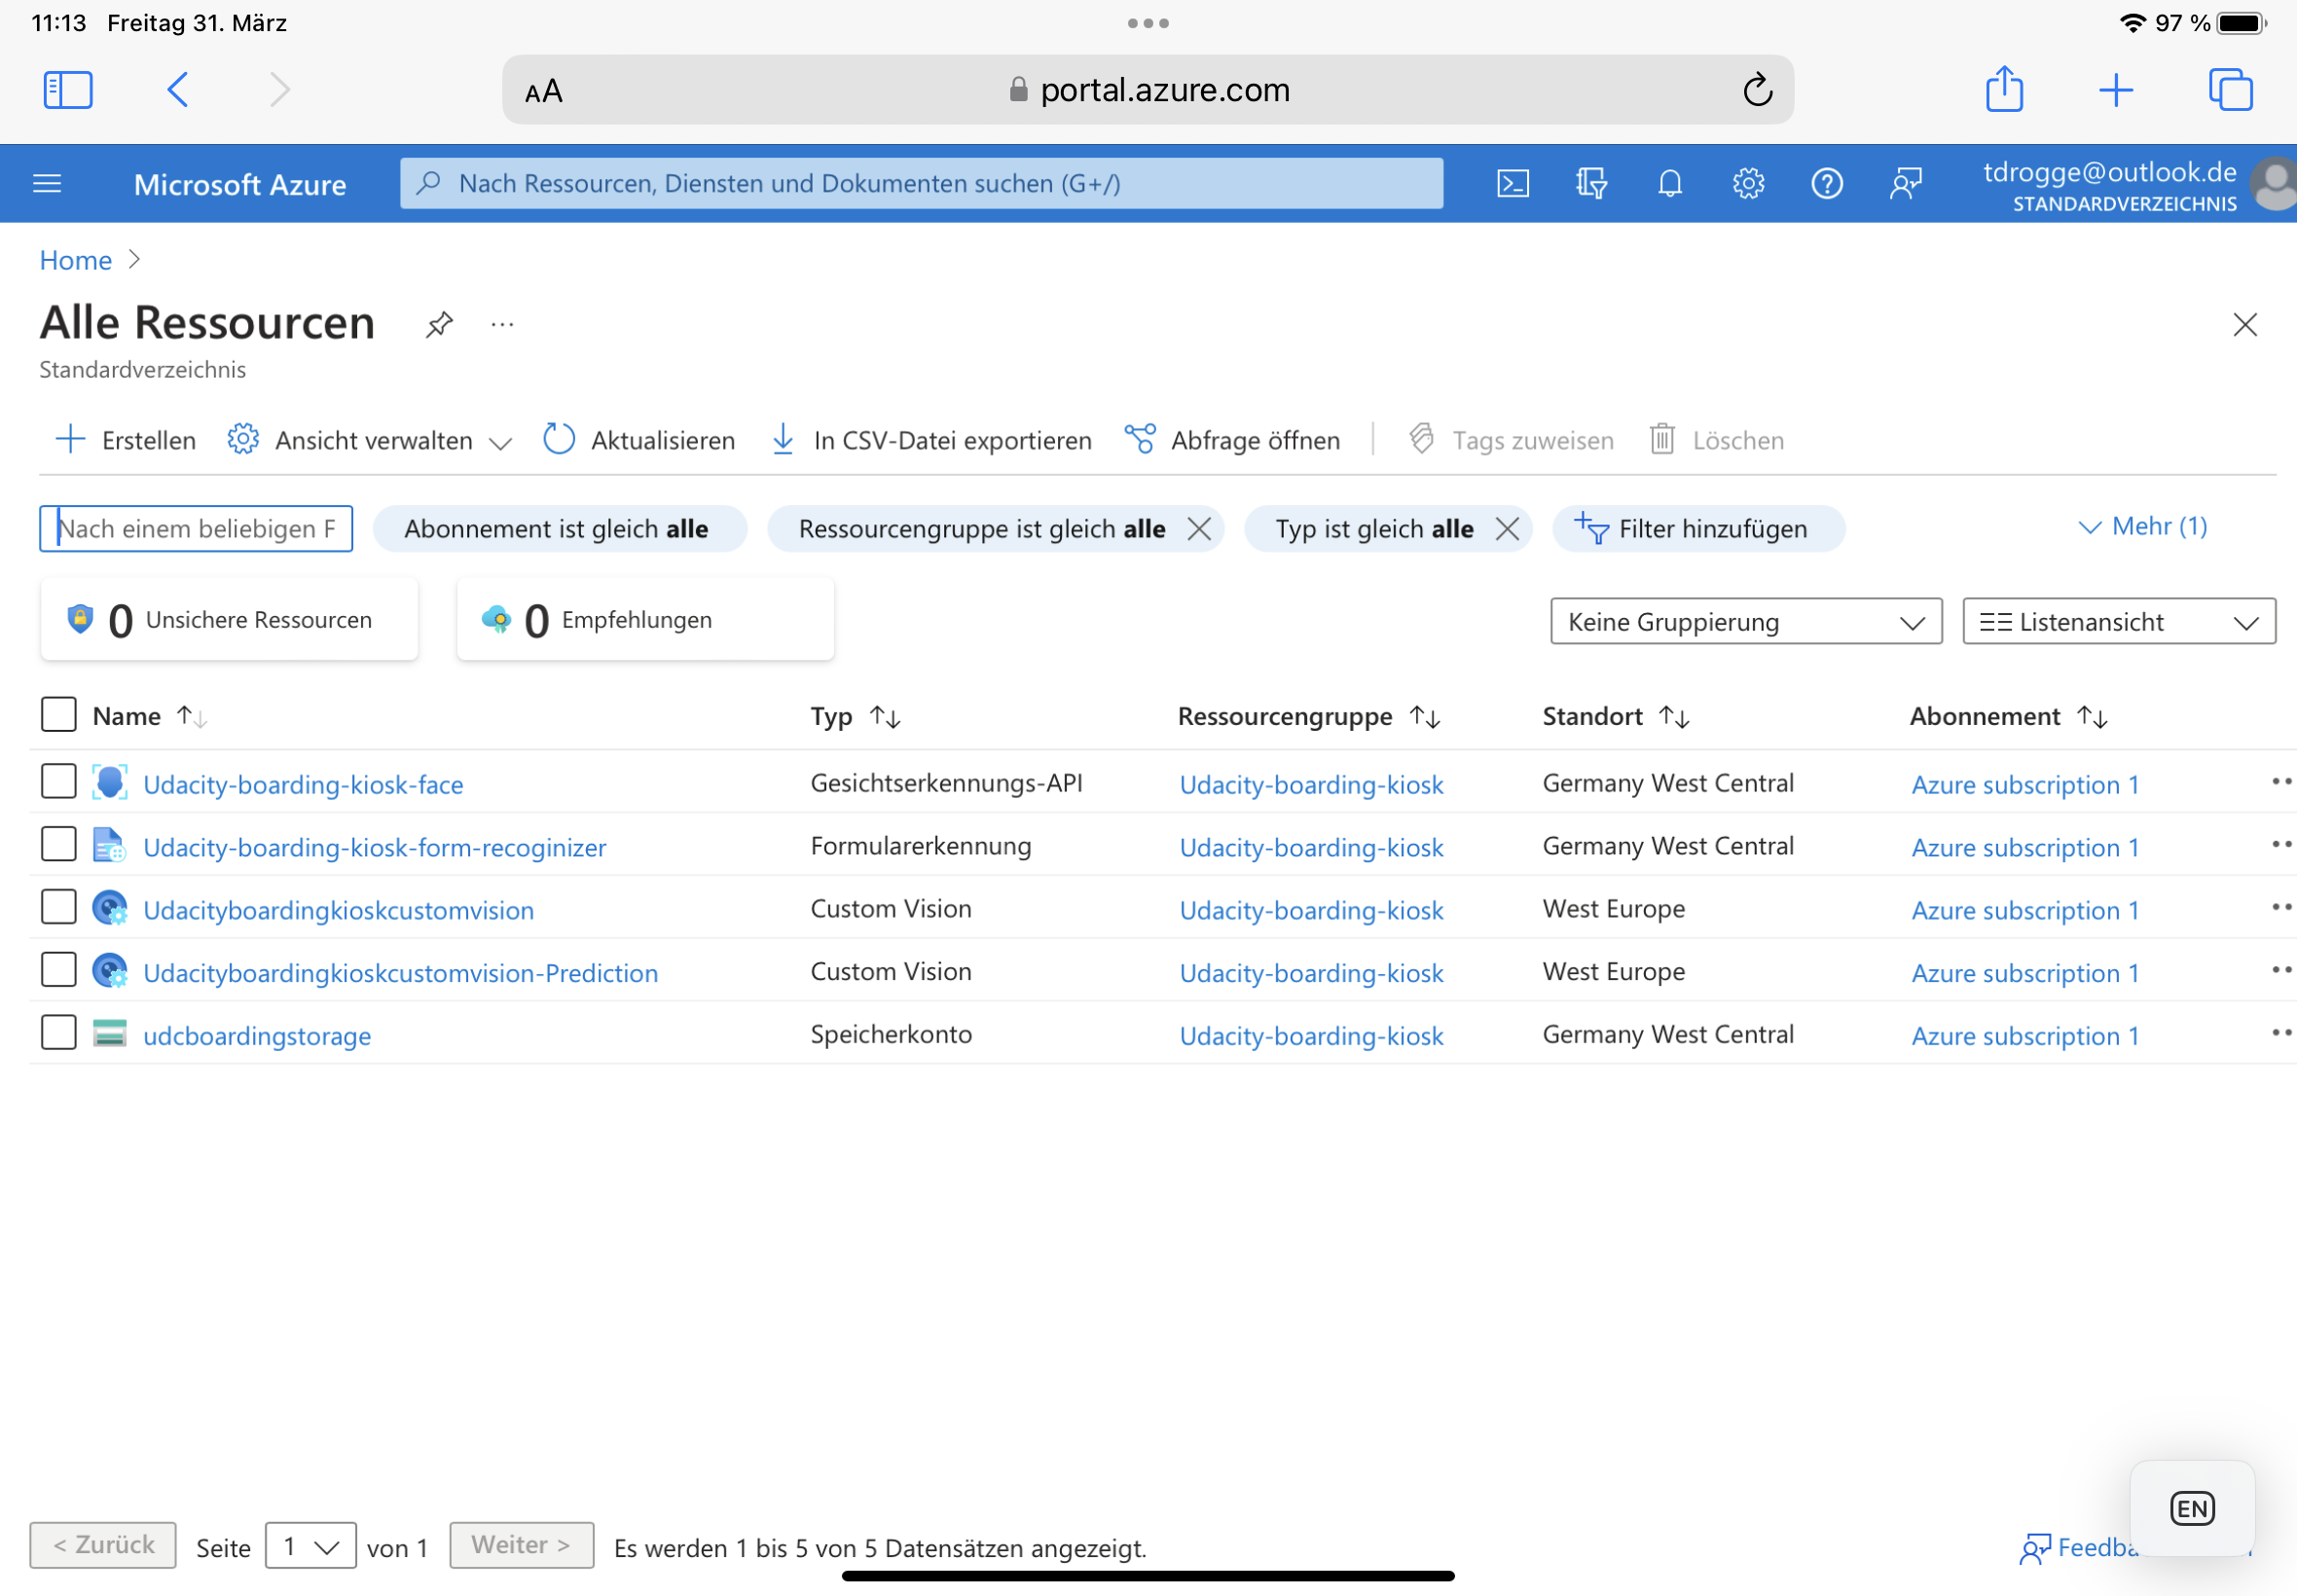 11:13 Freitag 31. März
97 %
AA
portal.azure.com
Microsoft Azure
Nach Ressourcen, Diensten und Dokumenten suchen (G+/)
tdrogge@outlook.de
STANDARDVERZEICHNIS
Home
Alle Ressourcen
Standardverzeichnis
Erstellen Ansicht verwalten Aktualisieren In CSV-Datei exportieren Abfrage öffnen Tags zuweisen Löschen
Nach einem beliebigen F Abonnement ist gleich alle Ressourcengruppe ist gleich alle Typ ist gleich alle Filter hinzufügen Mehr (1)
0 Unsichere Ressourcen 0 Empfehlungen Keine Gruppierung Listenansicht
Name Typ Ressourcengruppe Standort Abonnement
Udacity-boarding-kiosk-face Gesichtserkennungs-API Udacity-boarding-kiosk Germany West Central Azure subscription 1
Udacity-boarding-kiosk-form-recoginizer Formularerkennung Udacity-boarding-kiosk Germany West Central Azure subscription 1
Udacityboardingkioskcustomvision Custom Vision Udacity-boarding-kiosk West Europe Azure subscription 1
Udacityboardingkioskcustomvision-Prediction Custom Vision Udacity-boarding-kiosk West Europe Azure subscription 1
udcboardingstorage Speicherkonto Udacity-boarding-kiosk Germany West Central Azure subscription 1
EN
< Zurück Seite 1 von 1 Weiter > Es werden 1 bis 5 von 5 Datensätzen angezeigt.